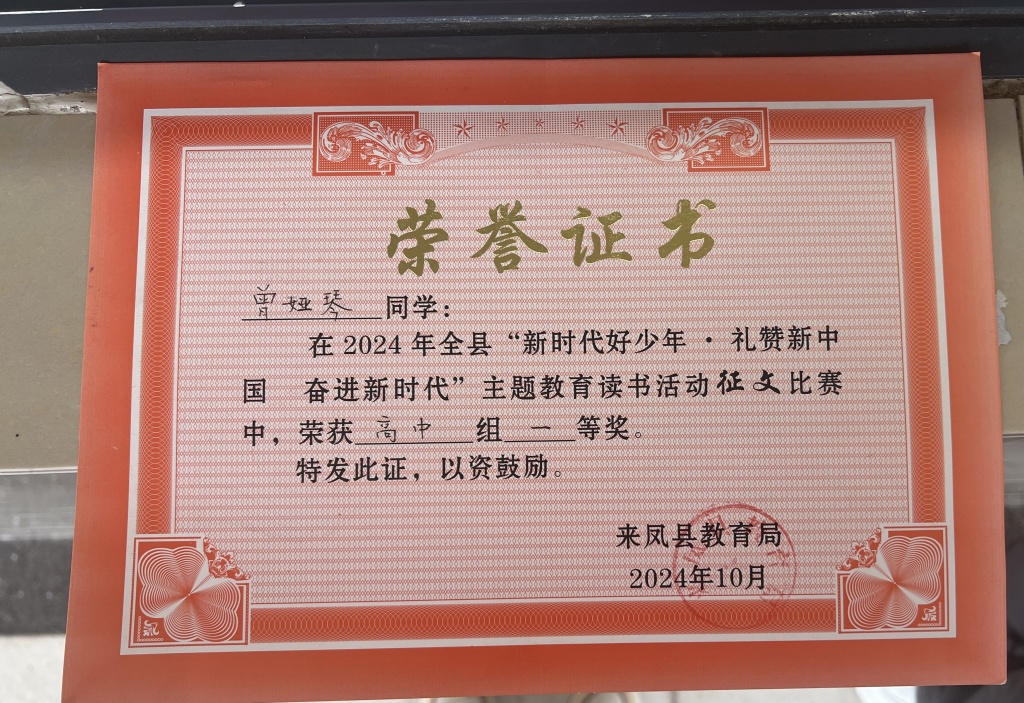 荣誉证书
曾娅琴同学：
在2024年全县“新时代好少年·礼赞新中
国 奋进新时代”主题教育读书活动征文比赛
中，荣获高中组一等奖。
特发此证，以资鼓励。
来凤县教育局
2024年10月